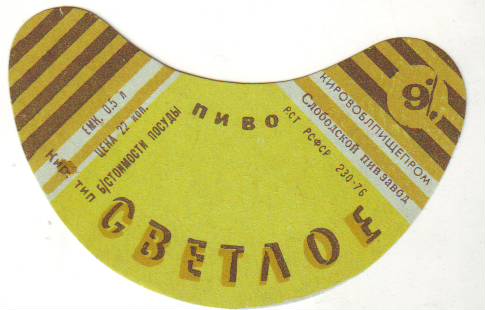 КИРОВОБЛПИЩЕПРОМ
Слободской пивзавод
9%
ПИВО
СВЕТЛОЕ
РСТ РСФСР 230-76
ЕМК. 0,5 л
ЦЕНА 22 коп.
Б/СТОИМОСТИ ПОСУДЫ
Кир. тип